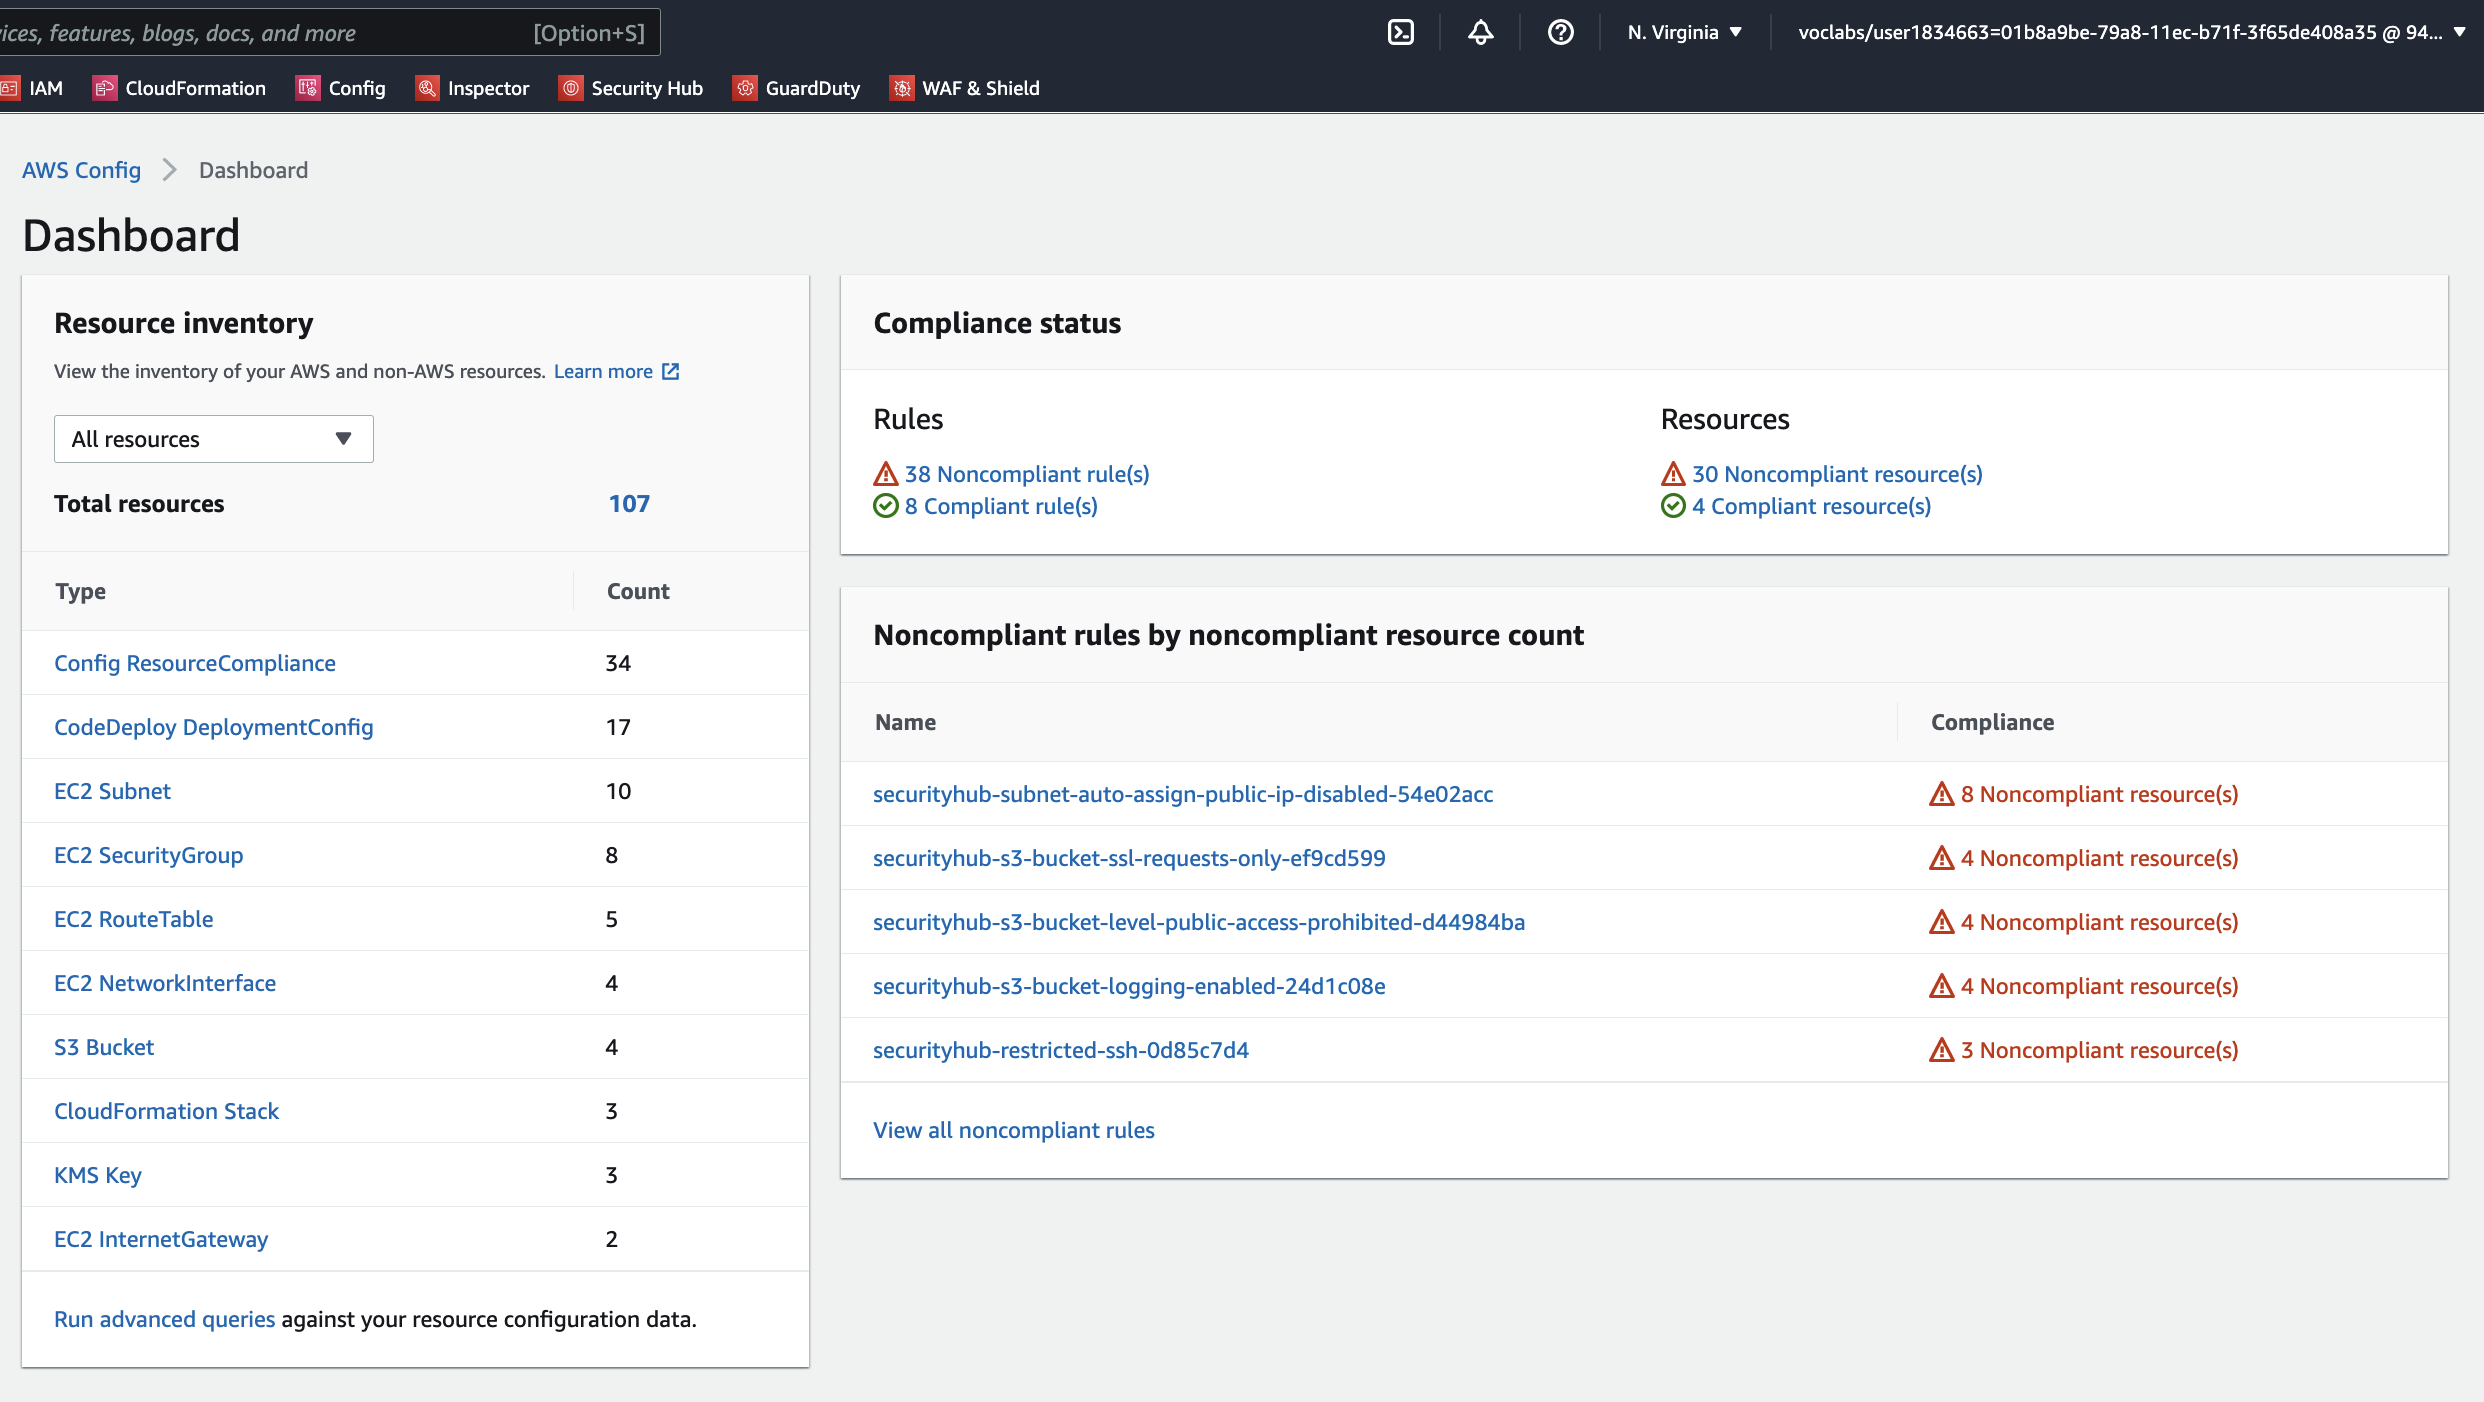 ices, features, blogs, docs, and more [Option+S] N. Virginia voclabs/user1834663=01b8a9be-79a8-11ec-b71f-3f65de408a35 @ 94...
IAM CloudFormation Config Inspector Security Hub GuardDuty WAF & Shield
AWS Config Dashboard
Dashboard
Resource inventory
View the inventory of your AWS and non-AWS resources. Learn more
All resources
Total resources 107
Type Count
Config ResourceCompliance 34
CodeDeploy DeploymentConfig 17
EC2 Subnet 10
EC2 SecurityGroup 8
EC2 RouteTable 5
EC2 NetworkInterface 4
S3 Bucket 4
CloudFormation Stack 3
KMS Key 3
EC2 InternetGateway 2
Run advanced queries against your resource configuration data.
Compliance status
Rules
38 Noncompliant rule(s)
8 Compliant rule(s)
Resources
30 Noncompliant resource(s)
4 Compliant resource(s)
Noncompliant rules by noncompliant resource count
Name Compliance
securityhub-subnet-auto-assign-public-ip-disabled-54e02acc 8 Noncompliant resource(s)
securityhub-s3-bucket-ssl-requests-only-ef9cd599 4 Noncompliant resource(s)
securityhub-s3-bucket-level-public-access-prohibited-d44984ba 4 Noncompliant resource(s)
securityhub-s3-bucket-logging-enabled-24d1c08e 4 Noncompliant resource(s)
securityhub-restricted-ssh-0d85c7d4 3 Noncompliant resource(s)
View all noncompliant rules